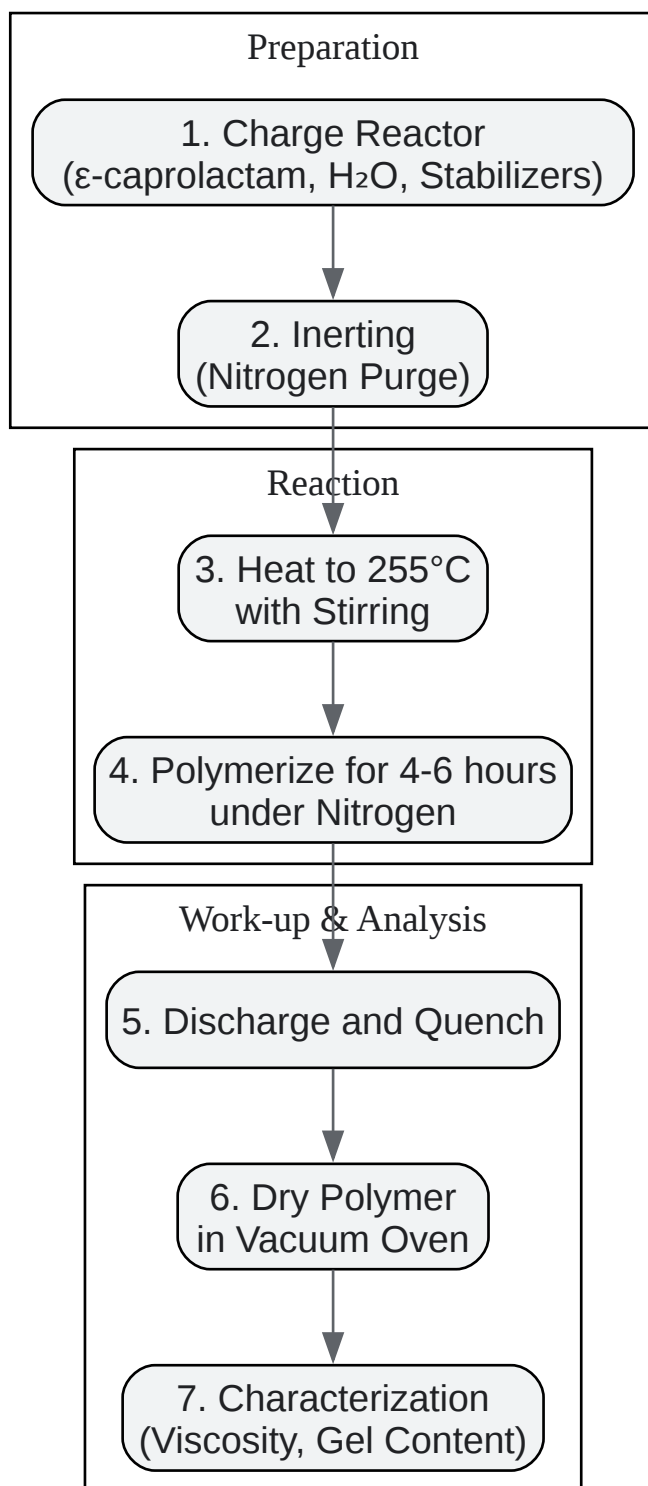 Preparation
1. Charge Reactor
(ε-caprolactam, H₂O, Stabilizers)
2. Inerting
(Nitrogen Purge)
Reaction
3. Heat to 255°C
with Stirring
4. Polymerize for 4-6 hours
under Nitrogen
Work-up & Analysis
5. Discharge and Quench
6. Dry Polymer
in Vacuum Oven
7. Characterization
(Viscosity, Gel Content)